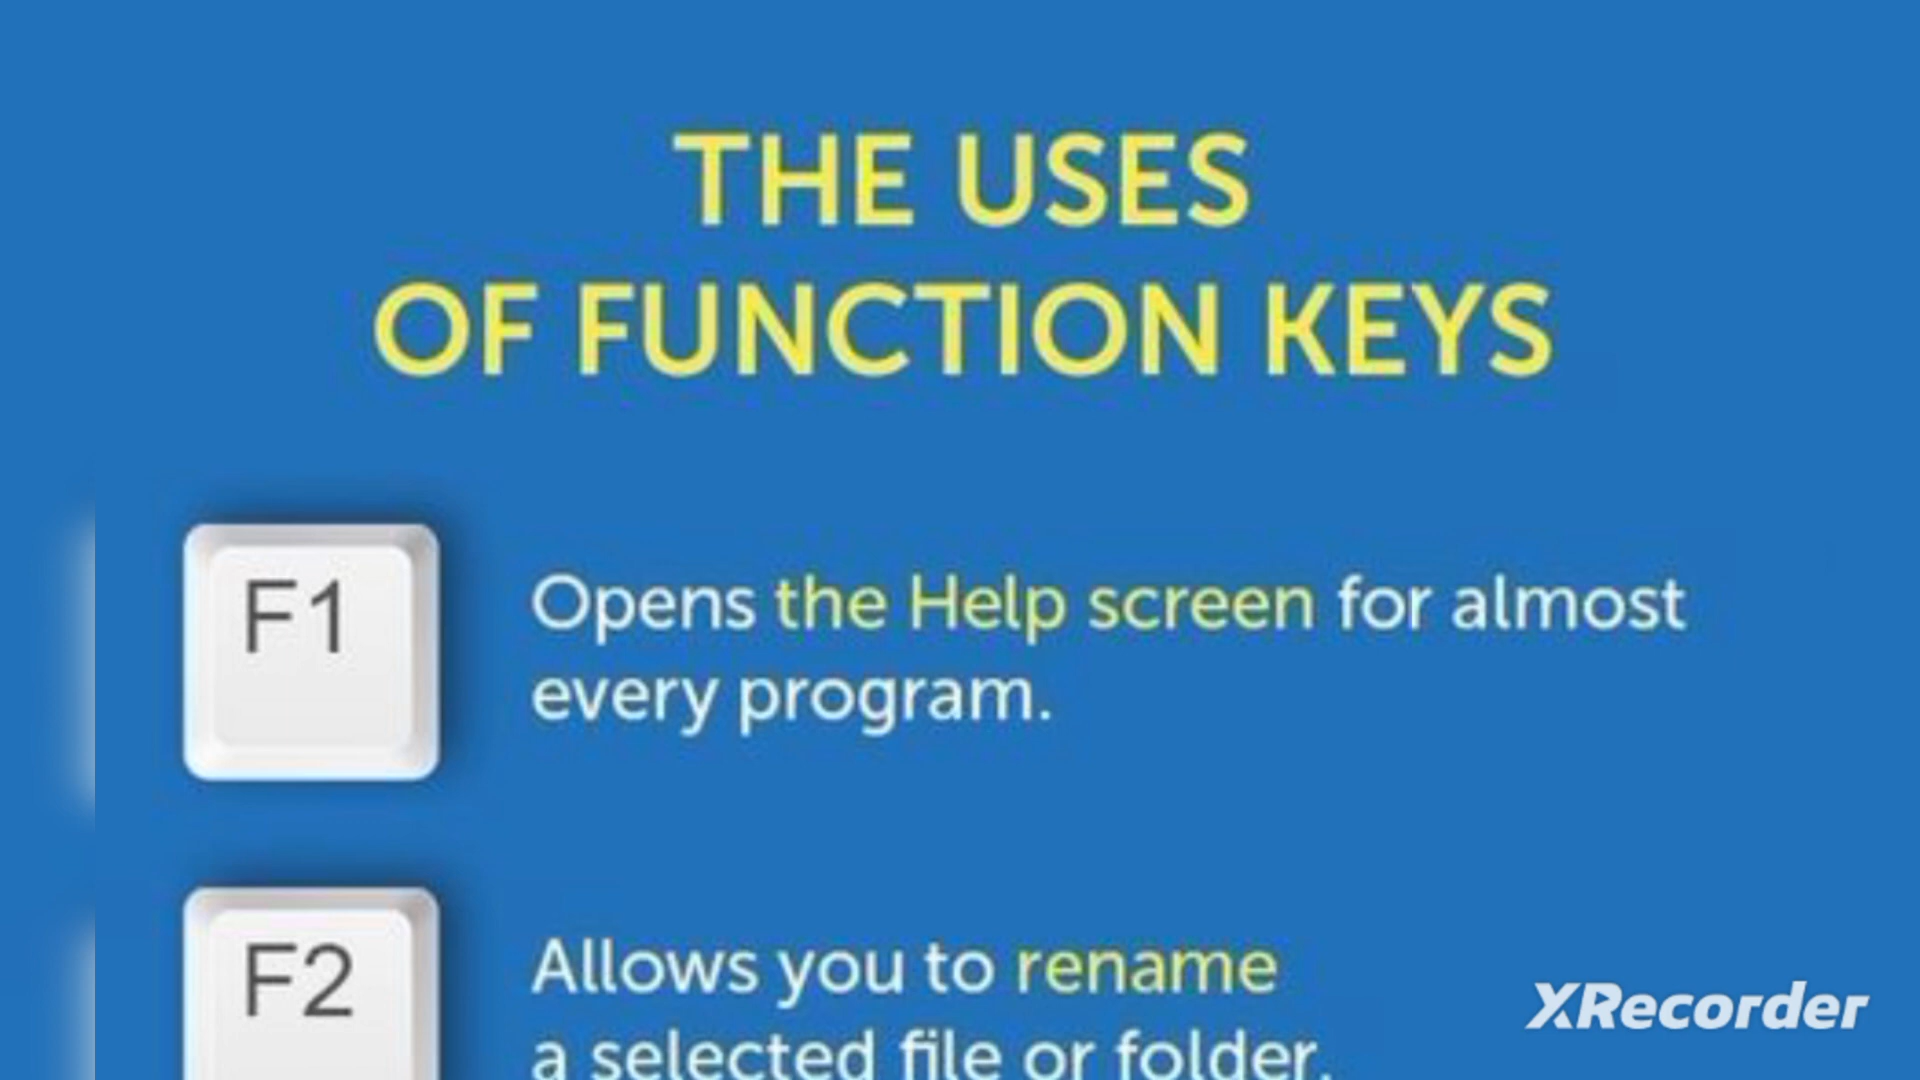 THE USES
OF FUNCTION KEYS
F1
Opens the Help screen for almost
every program.
F2
Allows you to rename
a selected file or folder.
XRecorder